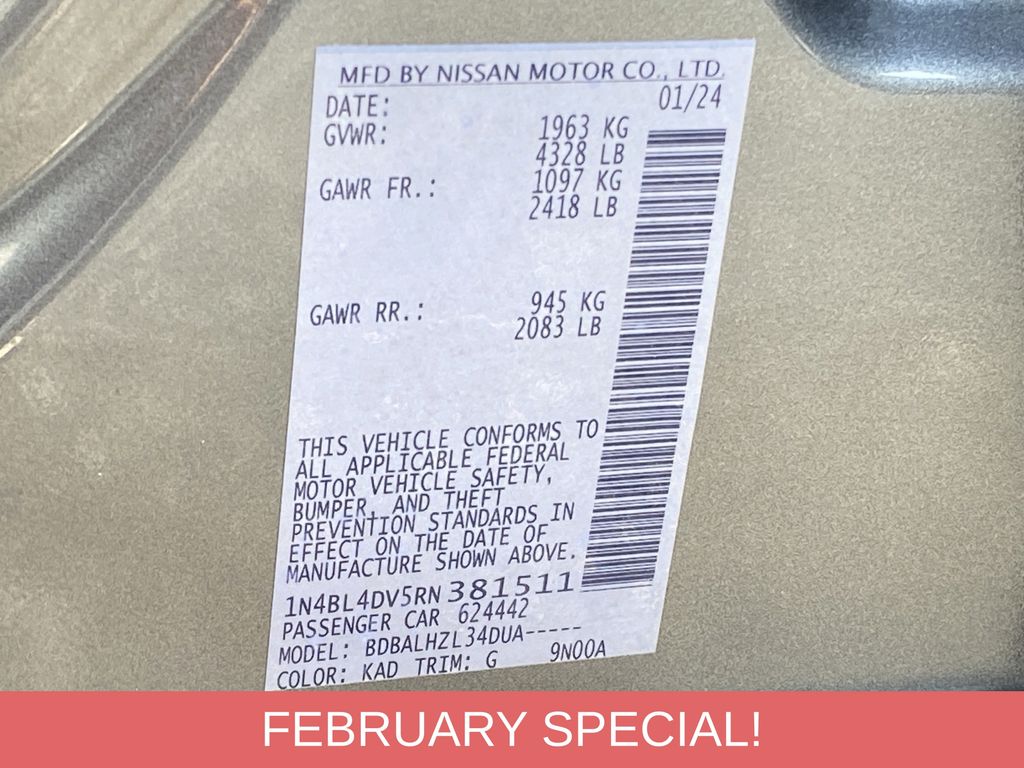 MFD BY NISSAN MOTOR CO., LTD.
DATE: 01/24
GVWR: 1963 KG
4328 LB
GAWR FR.: 1097 KG
2418 LB
GAWR RR.: 945 KG
2083 LB
THIS VEHICLE CONFORMS TO
ALL APPLICABLE FEDERAL
MOTOR VEHICLE SAFETY,
BUMPER, AND THEFT
PREVENTION STANDARDS IN
EFFECT ON THE DATE OF
MANUFACTURE SHOWN ABOVE.
1N4BL4DV5RN381511
PASSENGER CAR 624442
MODEL: BDBALHZL34DUA-----
COLOR: KAD TRIM: G 9N00A
FEBRUARY SPECIAL!